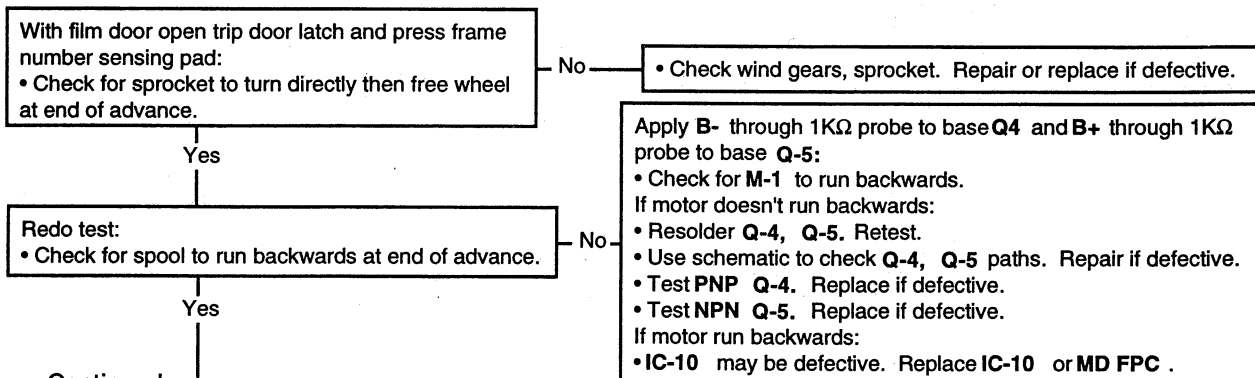 With film door open trip door latch and press frame
number sensing pad:
• Check for sprocket to turn directly then free wheel
at end of advance.
No
• Check wind gears, sprocket. Repair or replace if defective.
Yes
Redo test:
• Check for spool to run backwards at end of advance.
No
Apply B- through 1KΩ probe to base Q4 and B+ through 1KΩ
probe to base Q-5:
• Check for M-1 to run backwards.
If motor doesn't run backwards:
• Resolder Q-4, Q-5. Retest.
• Use schematic to check Q-4, Q-5 paths. Repair if defective.
• Test PNP Q-4. Replace if defective.
• Test NPN Q-5. Replace if defective.
If motor run backwards:
• IC-10 may be defective. Replace IC-10 or MD FPC .
Yes